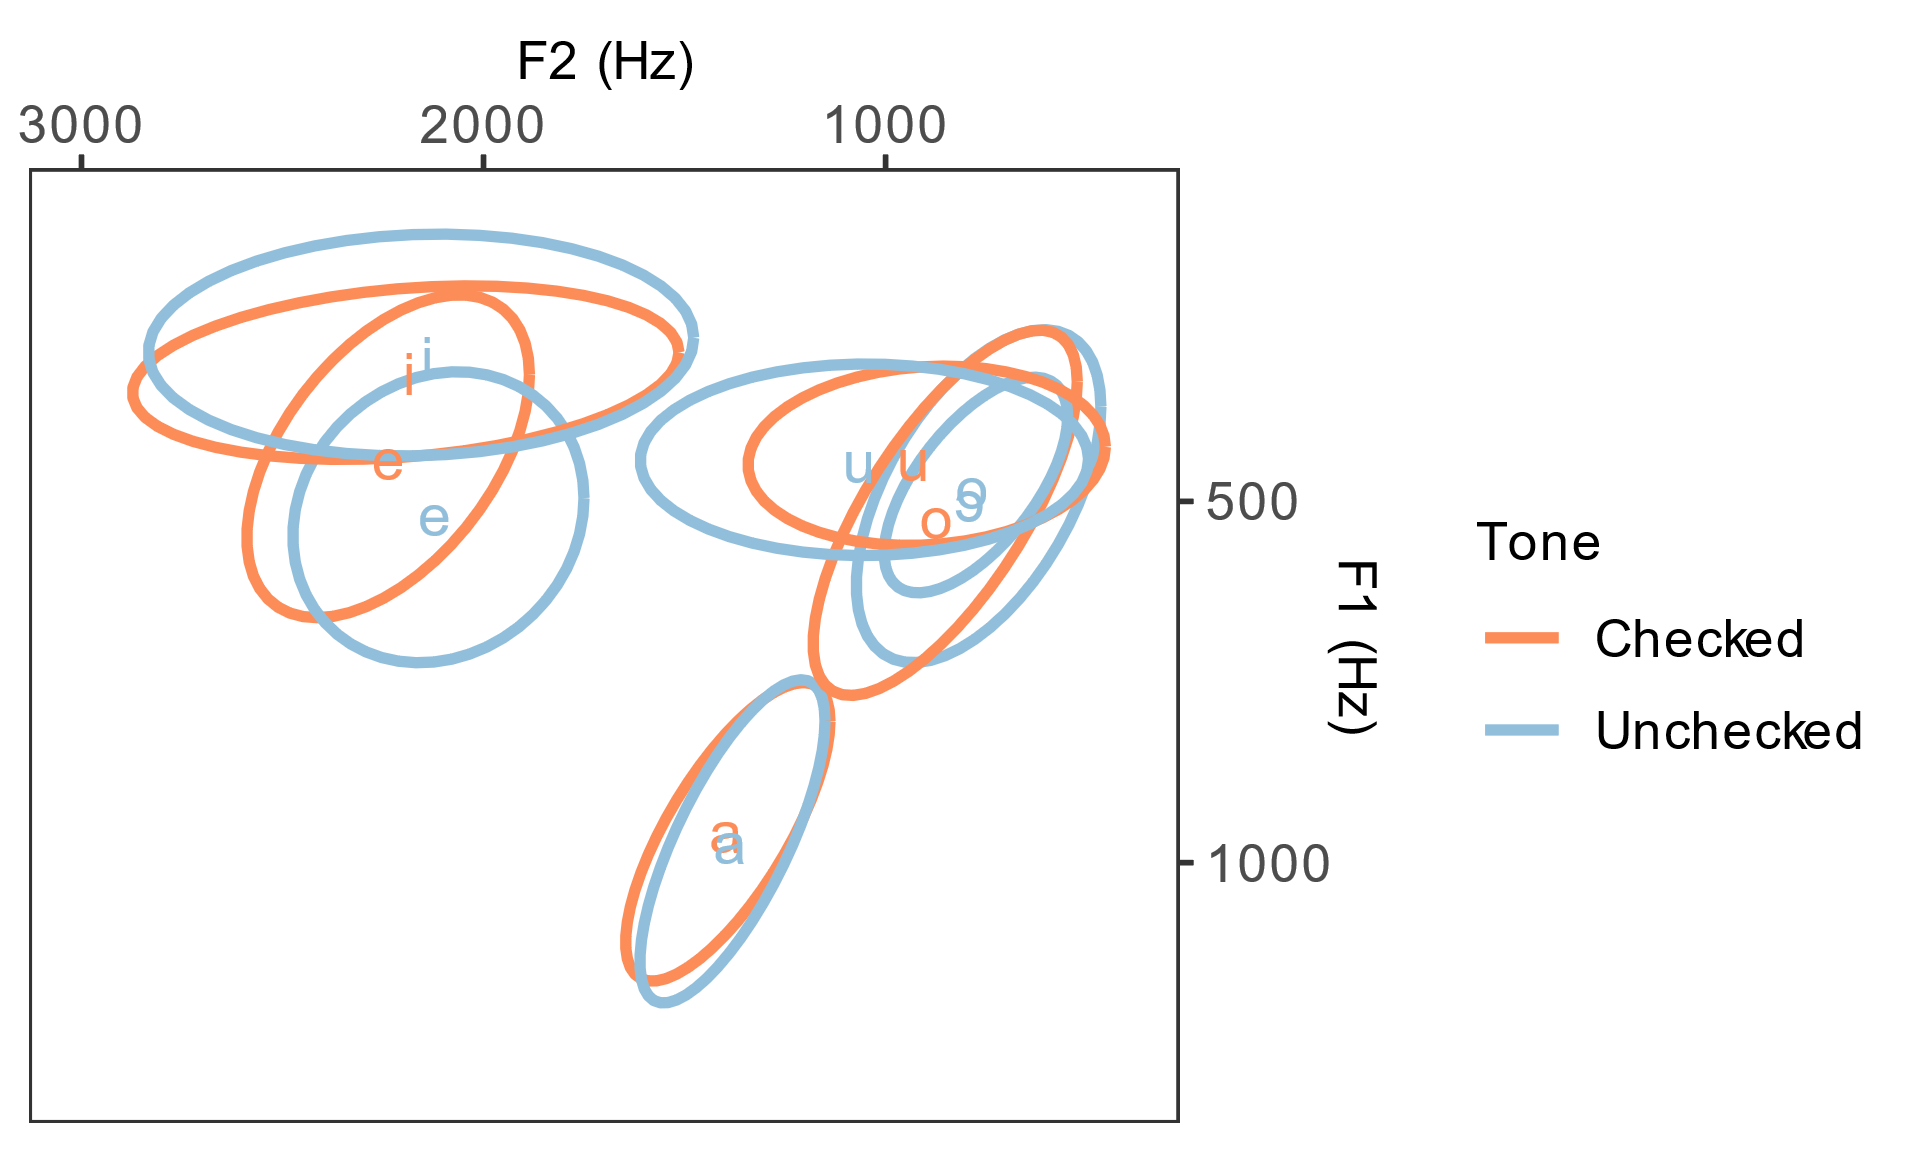 F2 (Hz)
3000 2000 1000
i
i
e
e
u
u
o
o
a
a
500
1000
F1 (Hz)
Tone
Checked
Unchecked